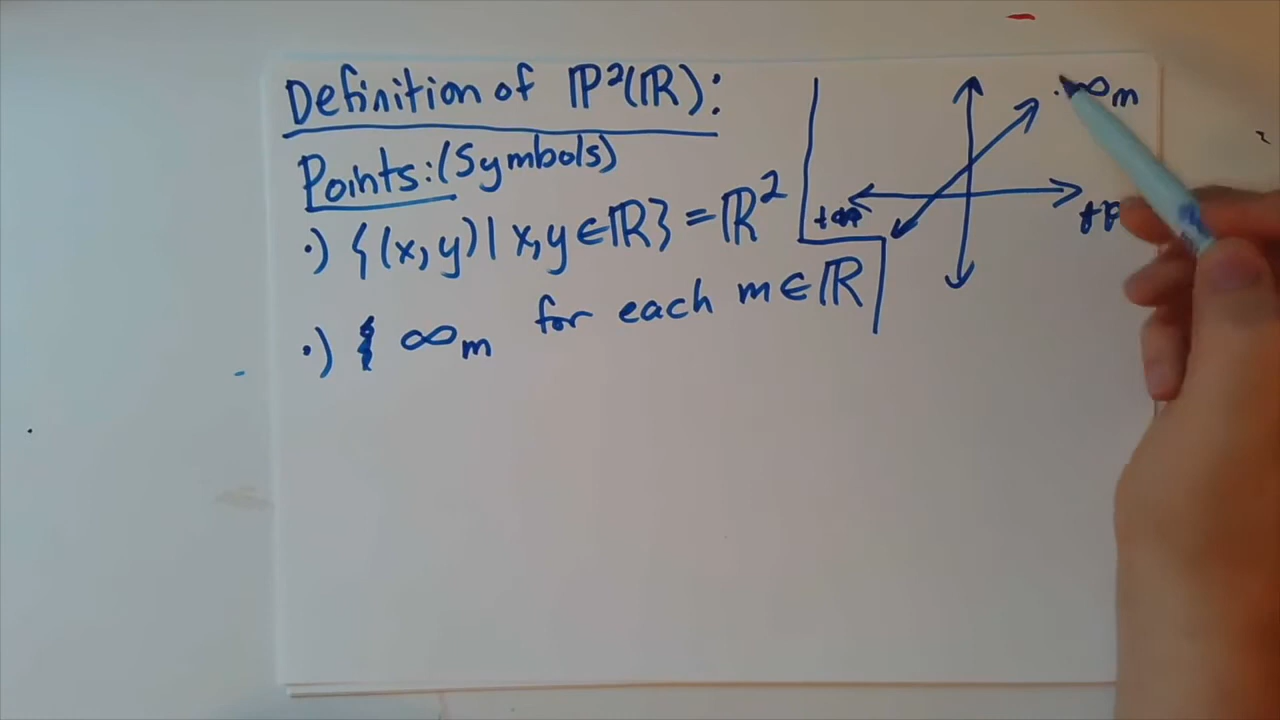 Definition of ℙ²(ℝ):
Points: (Symbols)
·) {(x,y) | x,y ∈ ℝ} = ℝ²
·) ∞ₘ for each m ∈ ℝ
·∞ₘ